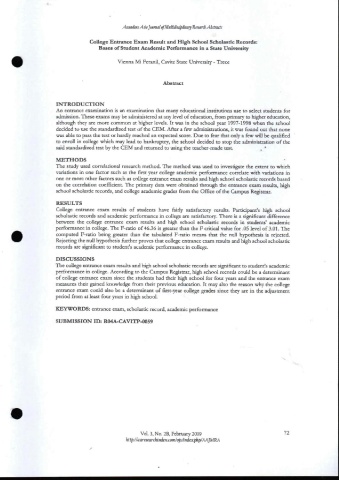 Ascendens Asia Journal of Multidisciplinary Research Abstracts
College Entrance Exam Result and High School Scholastic Records:
Bases of Student Academic Performance in a State University
Vienna Mi Feranil, Cavite State University - Trece
Abstract
INTRODUCTION
An entrance examination is an examination that many educational institutions use to select students for
admission. These exams may be administered at any level of education, from primary to higher education,
although they are more common at higher levels. It was in the school year 1997-1998 when the school
decided to use the standardized test of the CEM. After a few administrations, it was found out that none
was able to pass the test or hardly reached an expected score. Due to fear that only a few will be qualified
to enroll in college which may lead to bankruptcy, the school decided to stop the administration of the
said standardized test by the CEM and returned to using the teacher-made test.
METHODS
The study used correlational research method. The method was used to investigate the extent to which
variations in one factor such as the first year college academic performance correlate with variations in
one or more other factors such as college entrance exam results and high school scholastic records based
on the correlation coefficient. The primary data were obtained through the entrance exam results, high
school scholastic records, and college academic grades from the Office of the Campus Registrar.
RESULTS
College entrance exam results of students have fairly satisfactory results. Participants' high school
scholastic records and academic performance in college are satisfactory. There is a significant difference
between the college entrance exam results and high school scholastic records in students' academic
performance in college. The F-ratio of 46.36 is greater than the F critical value for .05 level of 3.01. The
computed F-ratio being greater than the tabulated F-ratio means that the null hypothesis is rejected.
Rejecting the null hypothesis further proves that college entrance exam results and high school scholastic
records are significant to student's academic performance in college.
DISCUSSIONS
The college entrance exam results and high school scholastic records are significant to student's academic
performance in college. According to the Campus Registrar, high school records could be a determinant
of college entrance exam since the students had their high school for four years and the entrance exam
measures their gained knowledge from their previous education. It may also the reason why the college
entrance exam could also be a determinant of first-year college grades since they are in the adjustment
period from at least four years in high school.
KEYWORDS: entrance exam, scholastic record, academic performance
SUBMISSION ID: R04A-CAVITP-0059
Vol. 3, No. 2B, February 2019
72